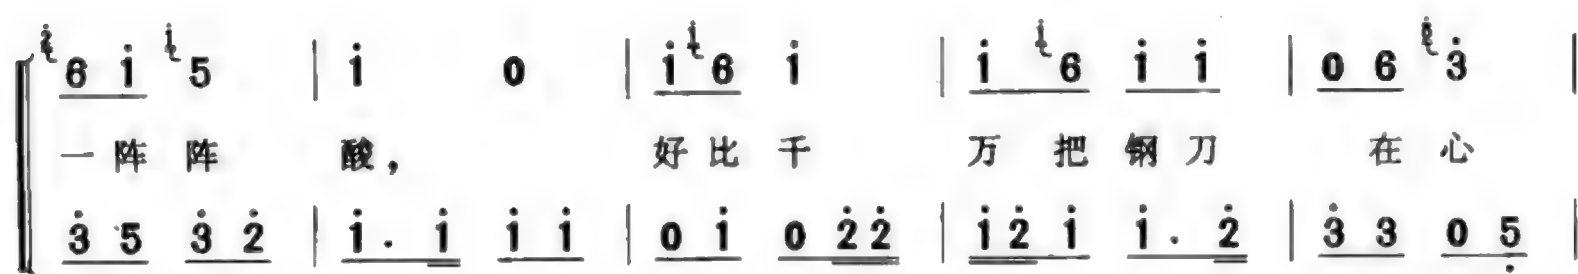 6 i 5 | i 0 | i 6 i | i 6 i i | 0 6 3 |
一阵阵 酸， 好比千 万把钢刀 在心
3 5 3 2 | i . i i i | 0 i 0 2 2 | i 2 i i . 2 | 3 3 0 5 |